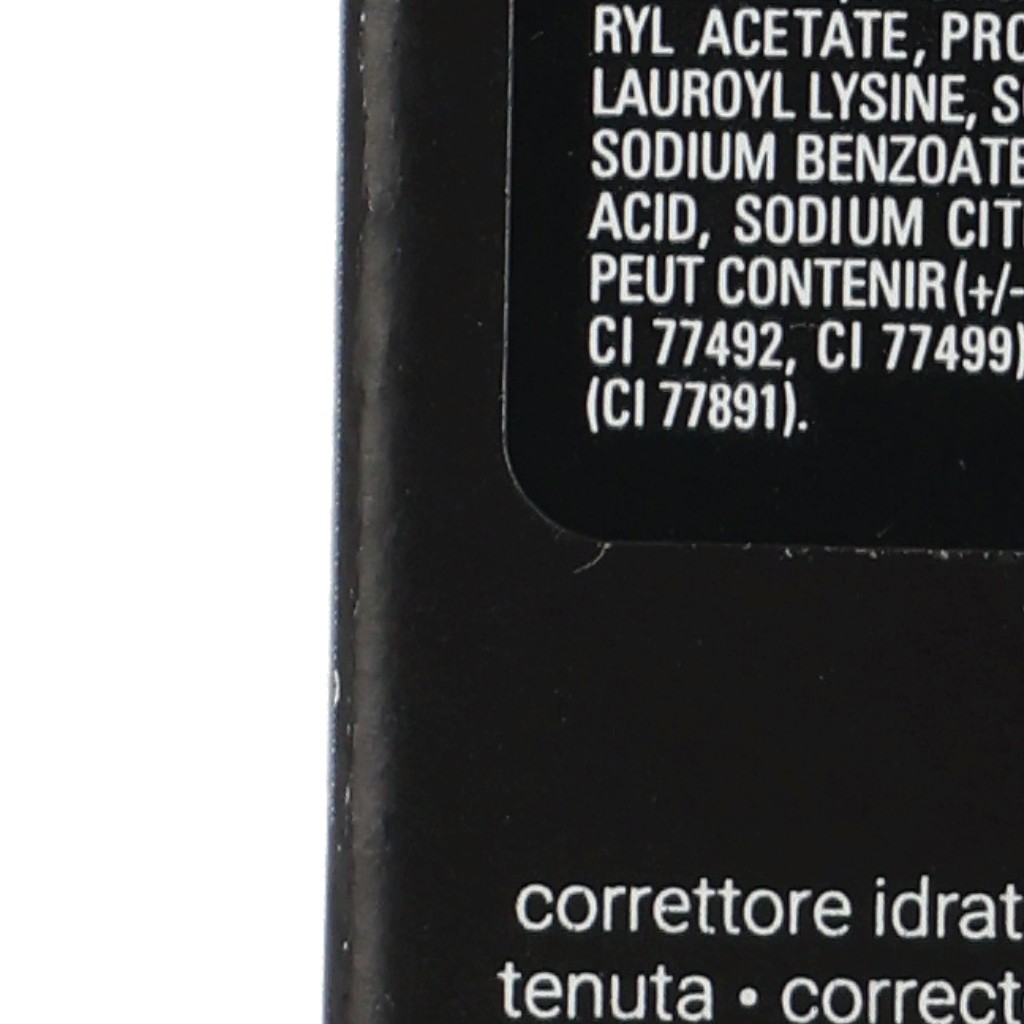 RYL ACETATE, PRO
LAUROYL LYSINE, S
SODIUM BENZOATE
ACID, SODIUM CIT
PEUT CONTENIR (+/-
CI 77492, CI 77499)
(CI 77891).
correttore idrat
tenuta • correct